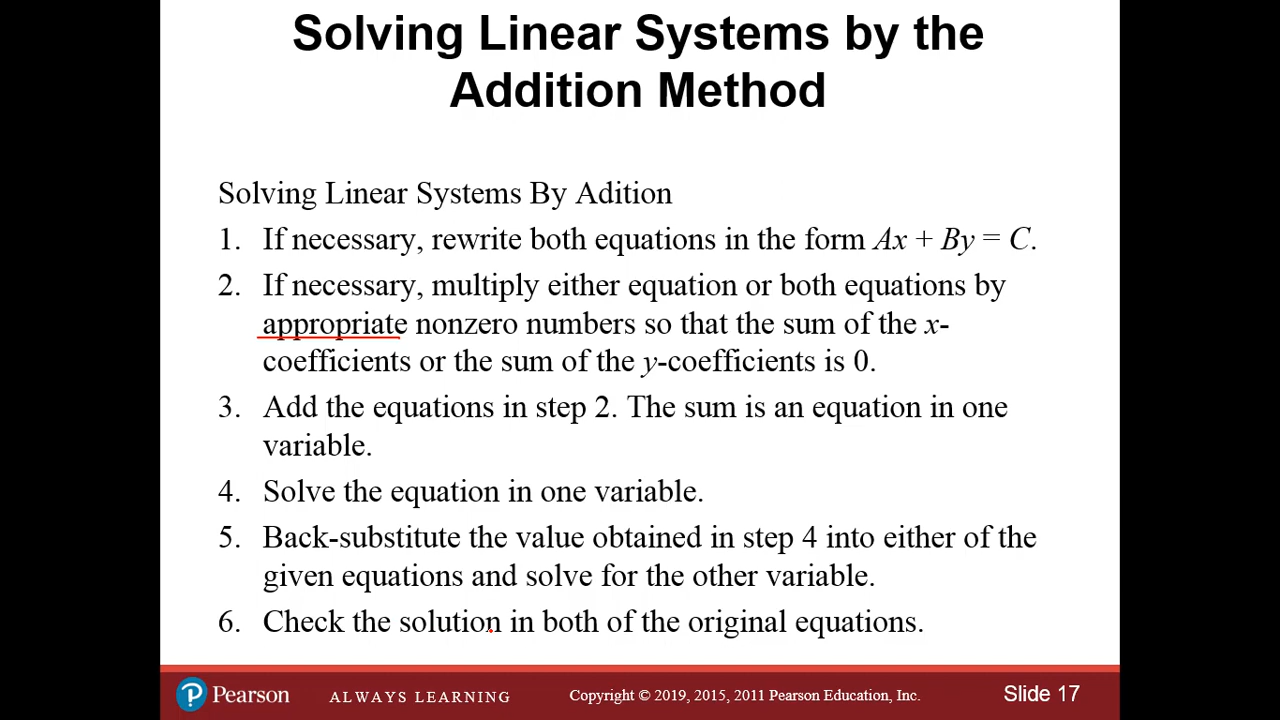 Solving Linear Systems by the
Addition Method
Solving Linear Systems By Adition
1. If necessary, rewrite both equations in the form Ax + By = C.
2. If necessary, multiply either equation or both equations by
appropriate nonzero numbers so that the sum of the x-
coefficients or the sum of the y-coefficients is 0.
3. Add the equations in step 2. The sum is an equation in one
variable.
4. Solve the equation in one variable.
5. Back-substitute the value obtained in step 4 into either of the
given equations and solve for the other variable.
6. Check the solution in both of the original equations.
P Pearson ALWAYS LEARNING Copyright © 2019, 2015, 2011 Pearson Education, Inc. Slide 17